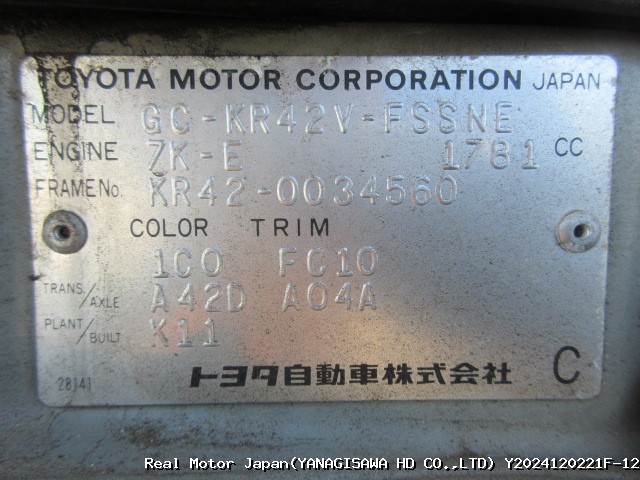 TOYOTA MOTOR CORPORATION JAPAN
MODEL GC-KR42V-FSSNE
ENGINE 7K-E 1781 CC
FRAME No. KR42-0034560
COLOR TRIM
1C0 FC10
TRANS./AXLE A42D A04A
PLANT/BUILT K11
28141 トヨタ自動車株式会社 C
Real Motor Japan(YANAGISAWA HD CO.,LTD) Y2024120221F-12